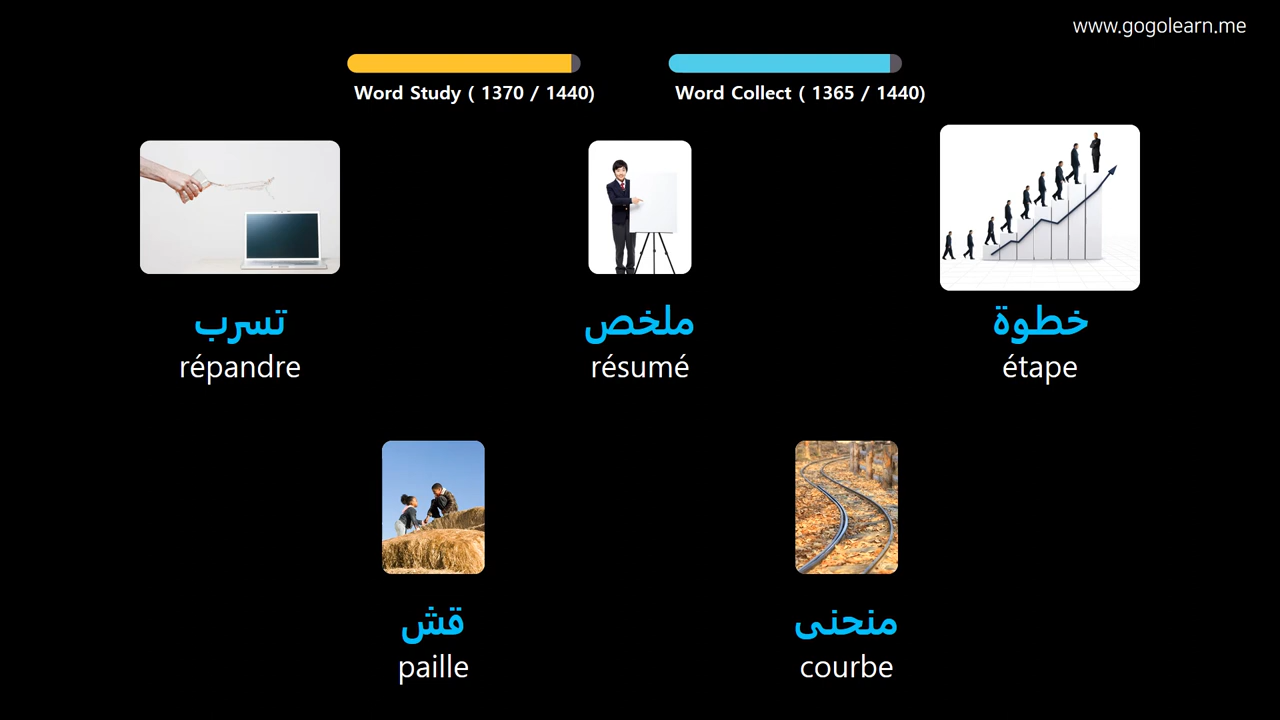 www.gogolearn.me
Word Study ( 1370 / 1440)
Word Collect ( 1365 / 1440)
تسرب
répandre
ملخص
résumé
خطوة
étape
قش
paille
منحنى
courbe